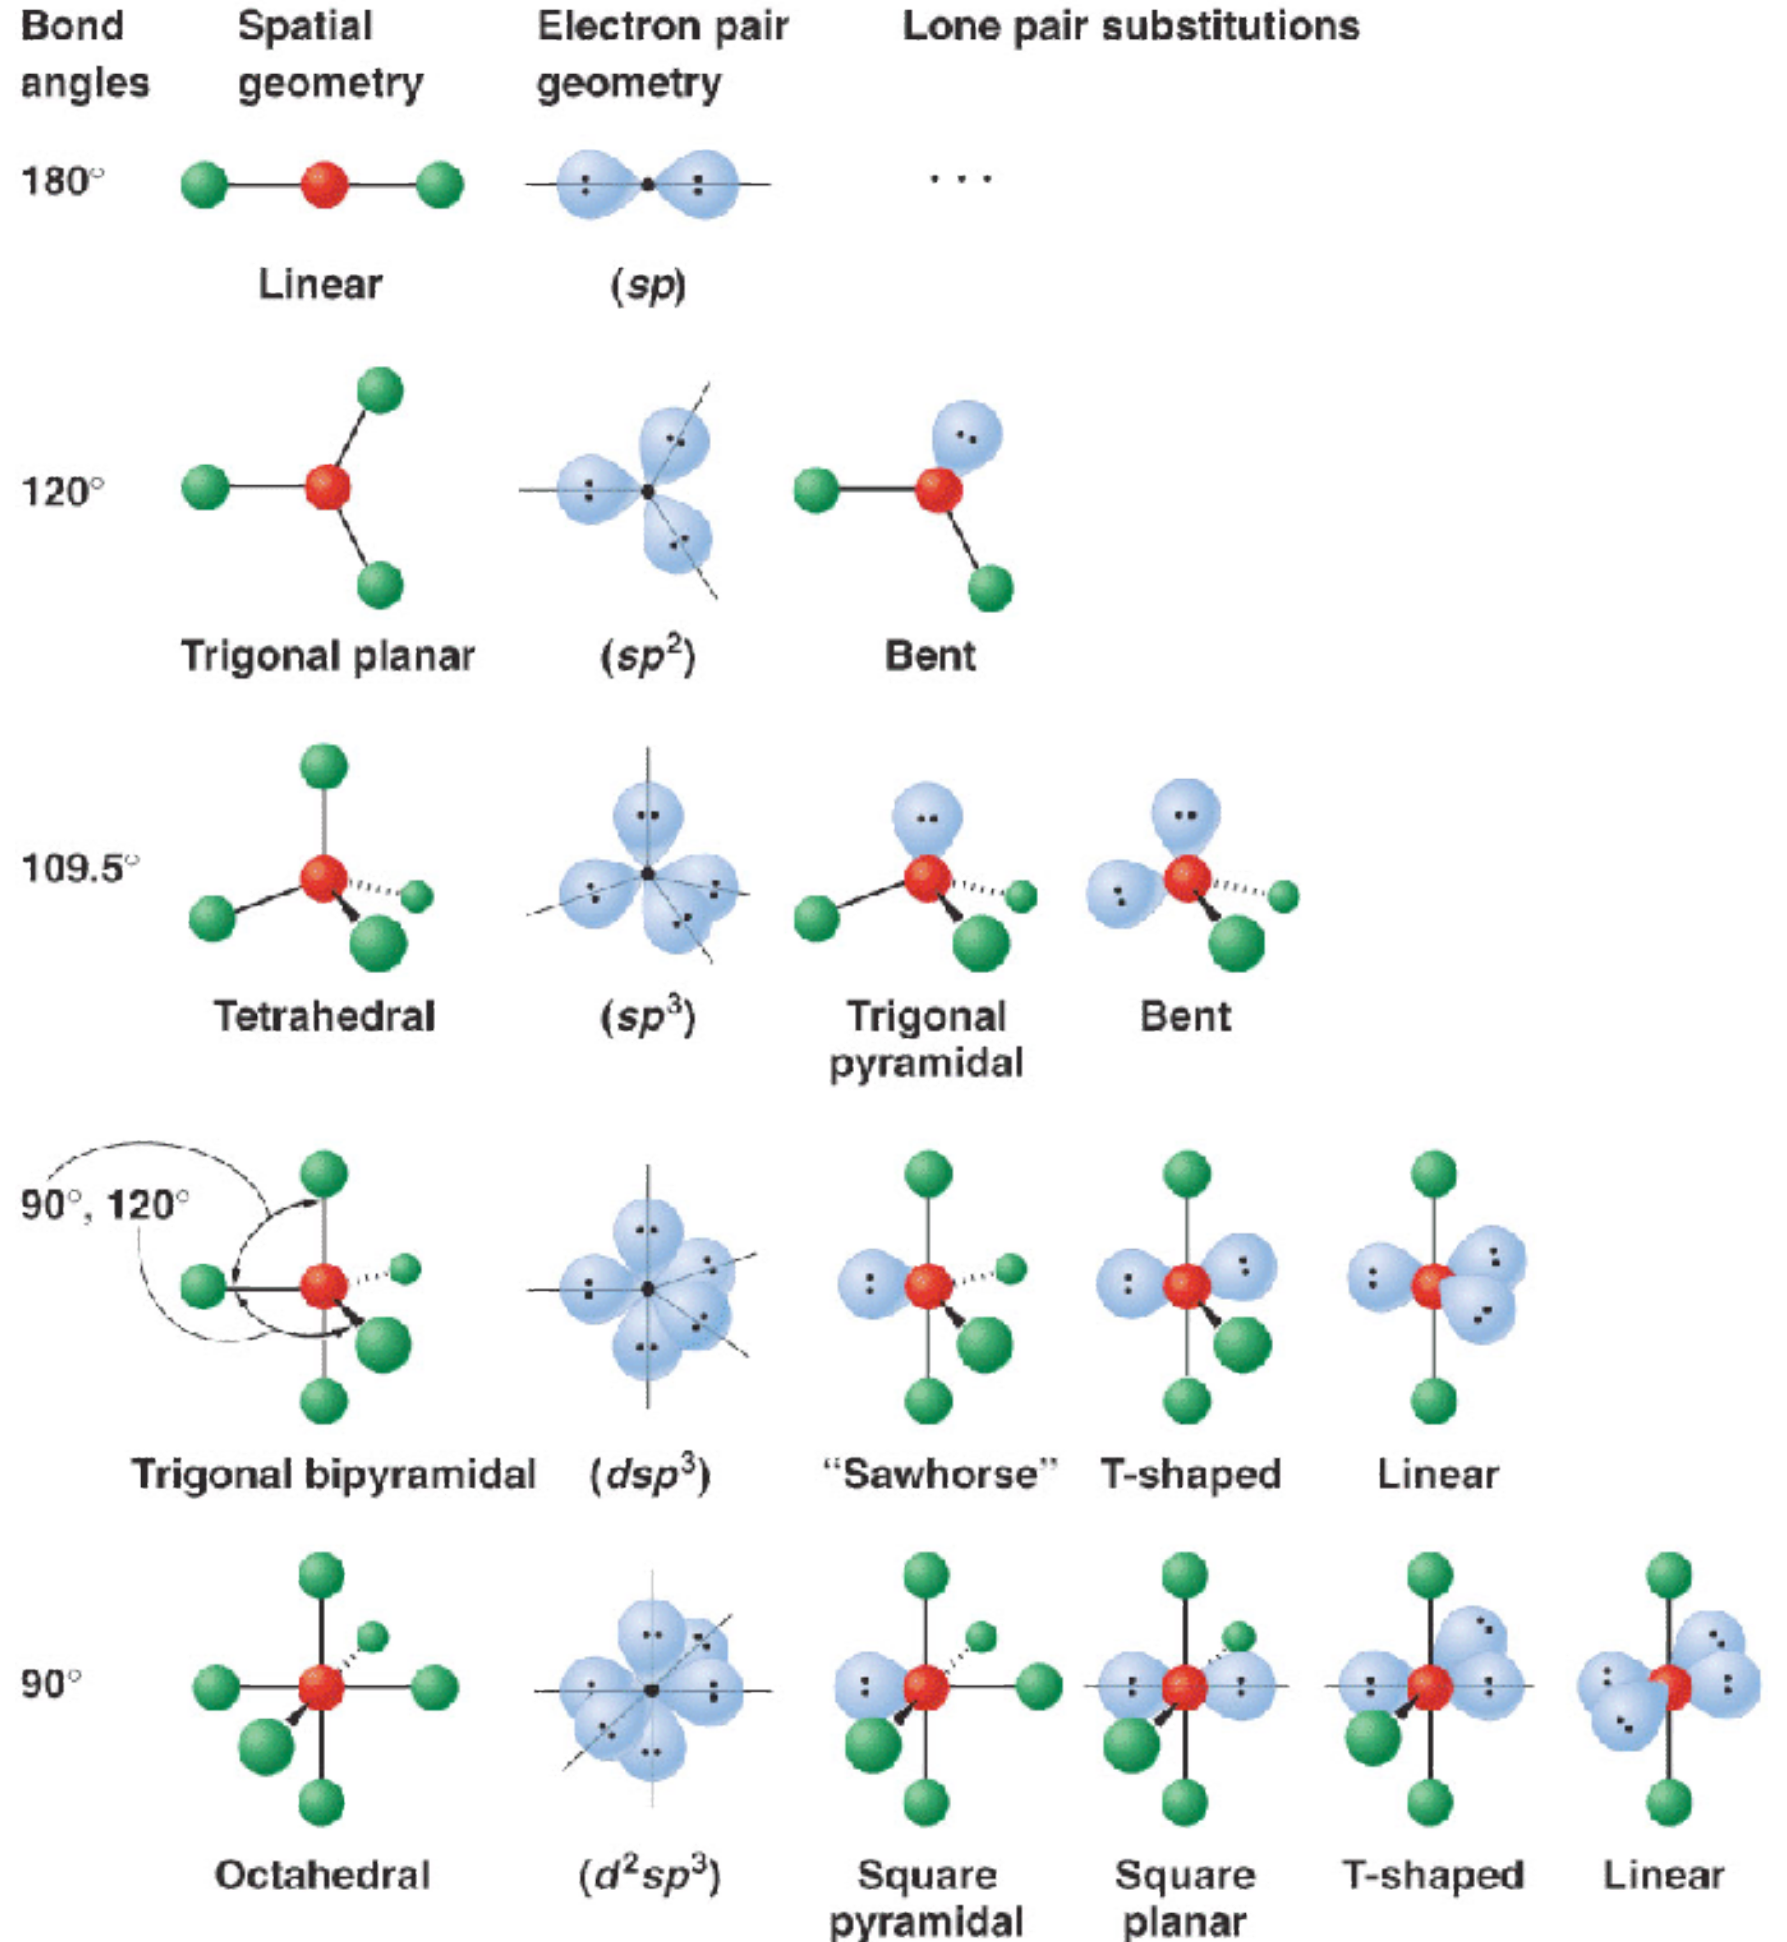 Bond angles
Spatial geometry
Electron pair geometry
Lone pair substitutions
180°
. . .
Linear
(sp)
120°
Trigonal planar
(sp²)
Bent
109.5°
Tetrahedral
(sp³)
Trigonal pyramidal
Bent
90°, 120°
Trigonal bipyramidal
(dsp³)
“Sawhorse”
T-shaped
Linear
90°
Octahedral
(d²sp³)
Square pyramidal
Square planar
T-shaped
Linear